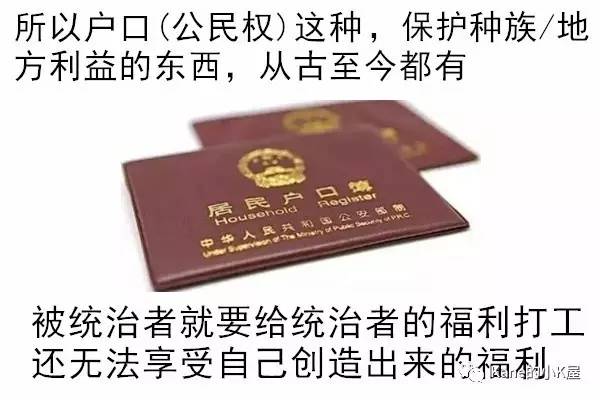 所以户口(公民权)这种，保护种族/地
方利益的东西，从古至今都有
居民户口簿
Household Register
中华人民共和国公安部制
Under Supervision of The Ministry of Public Security of P.R.C
被统治者就要给统治者的福利打工
还无法享受自己创造出来的福利
Kane的小K屋